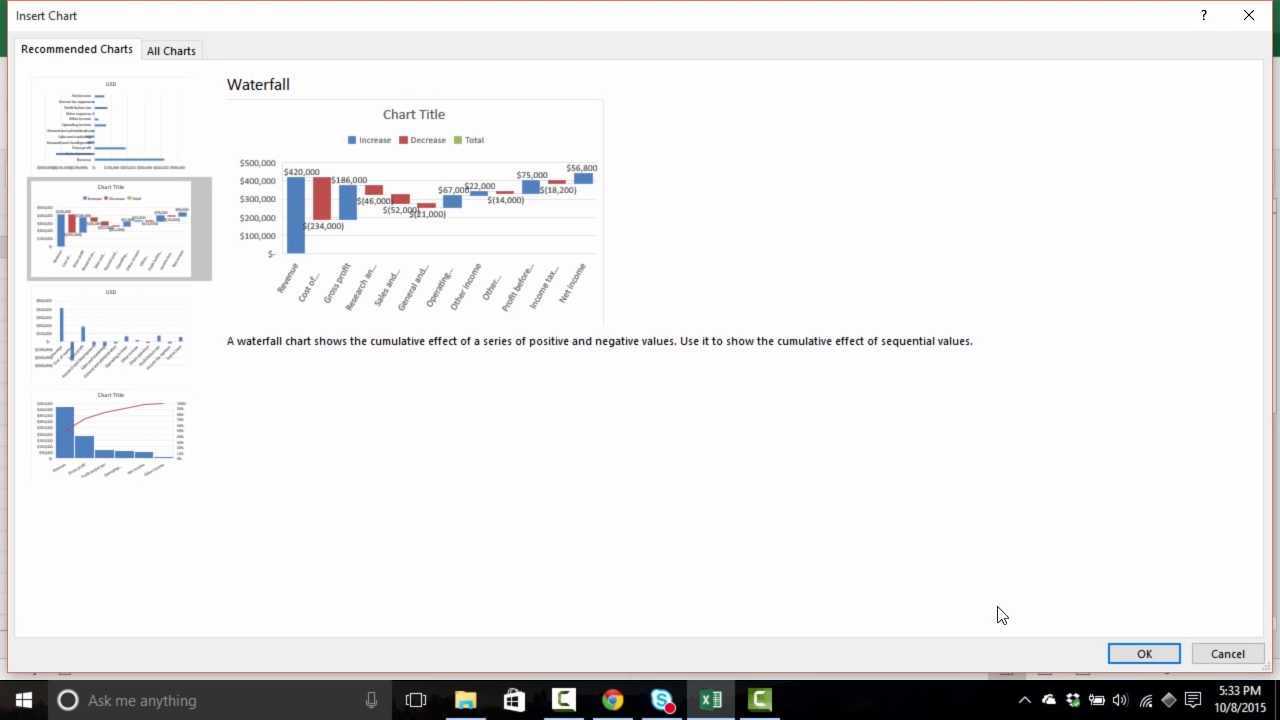 Insert Chart
?
Recommended Charts
All Charts
USD
Revenue
Chart Title
USD
Chart Title
Waterfall
Chart Title
Increase Decrease Total
$500,000
$400,000
$300,000
$200,000
$100,000
$-
$420,000
$(234,000)
$186,000
$(46,000)
$(52,000)
$(21,000)
$67,000
$22,000
$(14,000)
$75,000
$(18,200)
$56,800
Revenue
Cost of...
Gross profit
Research an...
Sales and...
General and...
Operating...
Other income
Other...
Profit before...
Income tax...
Net income
A waterfall chart shows the cumulative effect of a series of positive and negative values. Use it to show the cumulative effect of sequential values.
OK
Cancel
Ask me anything
5:33 PM
10/8/2015